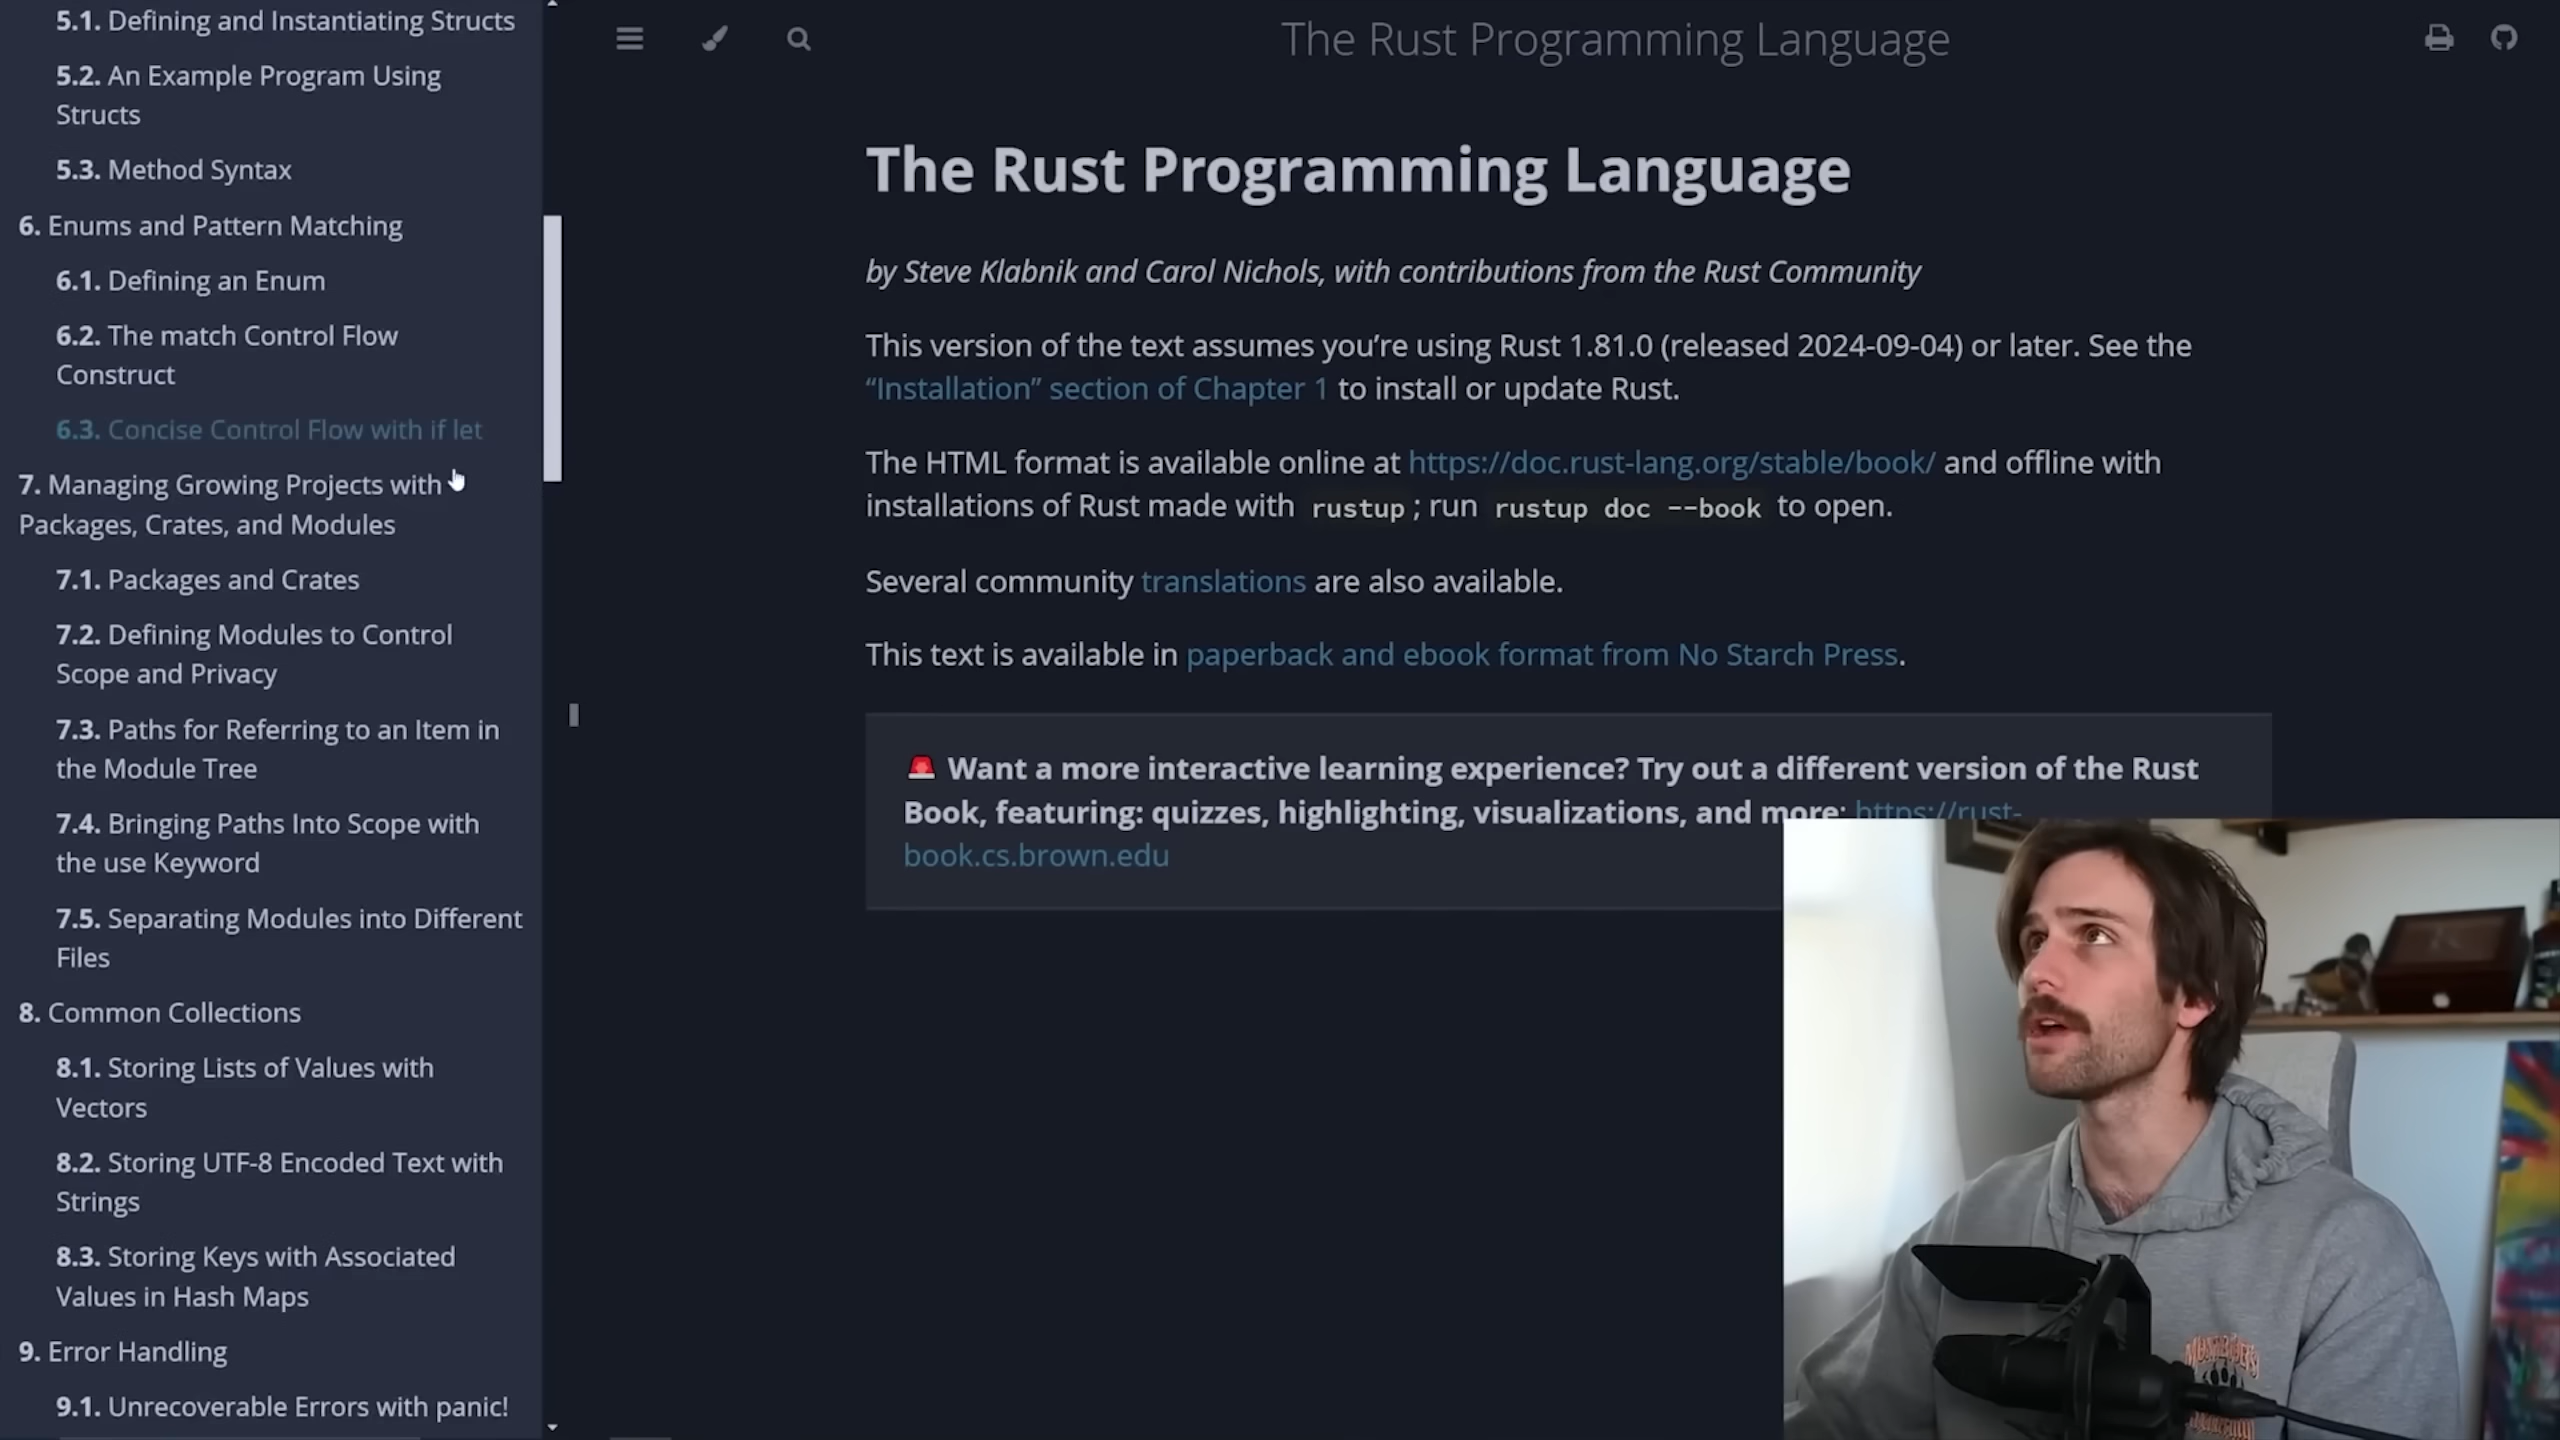 5.1. Defining and Instantiating Structs
5.2. An Example Program Using
Structs
5.3. Method Syntax
6. Enums and Pattern Matching
6.1. Defining an Enum
6.2. The match Control Flow
Construct
6.3. Concise Control Flow with if let
7. Managing Growing Projects with
Packages, Crates, and Modules
7.1. Packages and Crates
7.2. Defining Modules to Control
Scope and Privacy
7.3. Paths for Referring to an Item in
the Module Tree
7.4. Bringing Paths Into Scope with
the use Keyword
7.5. Separating Modules into Different
Files
8. Common Collections
8.1. Storing Lists of Values with
Vectors
8.2. Storing UTF-8 Encoded Text with
Strings
8.3. Storing Keys with Associated
Values in Hash Maps
9. Error Handling
9.1. Unrecoverable Errors with panic!
The Rust Programming Language
The Rust Programming Language
by Steve Klabnik and Carol Nichols, with contributions from the Rust Community
This version of the text assumes you’re using Rust 1.81.0 (released 2024-09-04) or later. See the
“Installation” section of Chapter 1 to install or update Rust.
The HTML format is available online at https://doc.rust-lang.org/stable/book/ and offline with
installations of Rust made with rustup; run rustup doc --book to open.
Several community translations are also available.
This text is available in paperback and ebook format from No Starch Press.
🚨 Want a more interactive learning experience? Try out a different version of the Rust
Book, featuring: quizzes, highlighting, visualizations, and more: https://rust-
book.cs.brown.edu